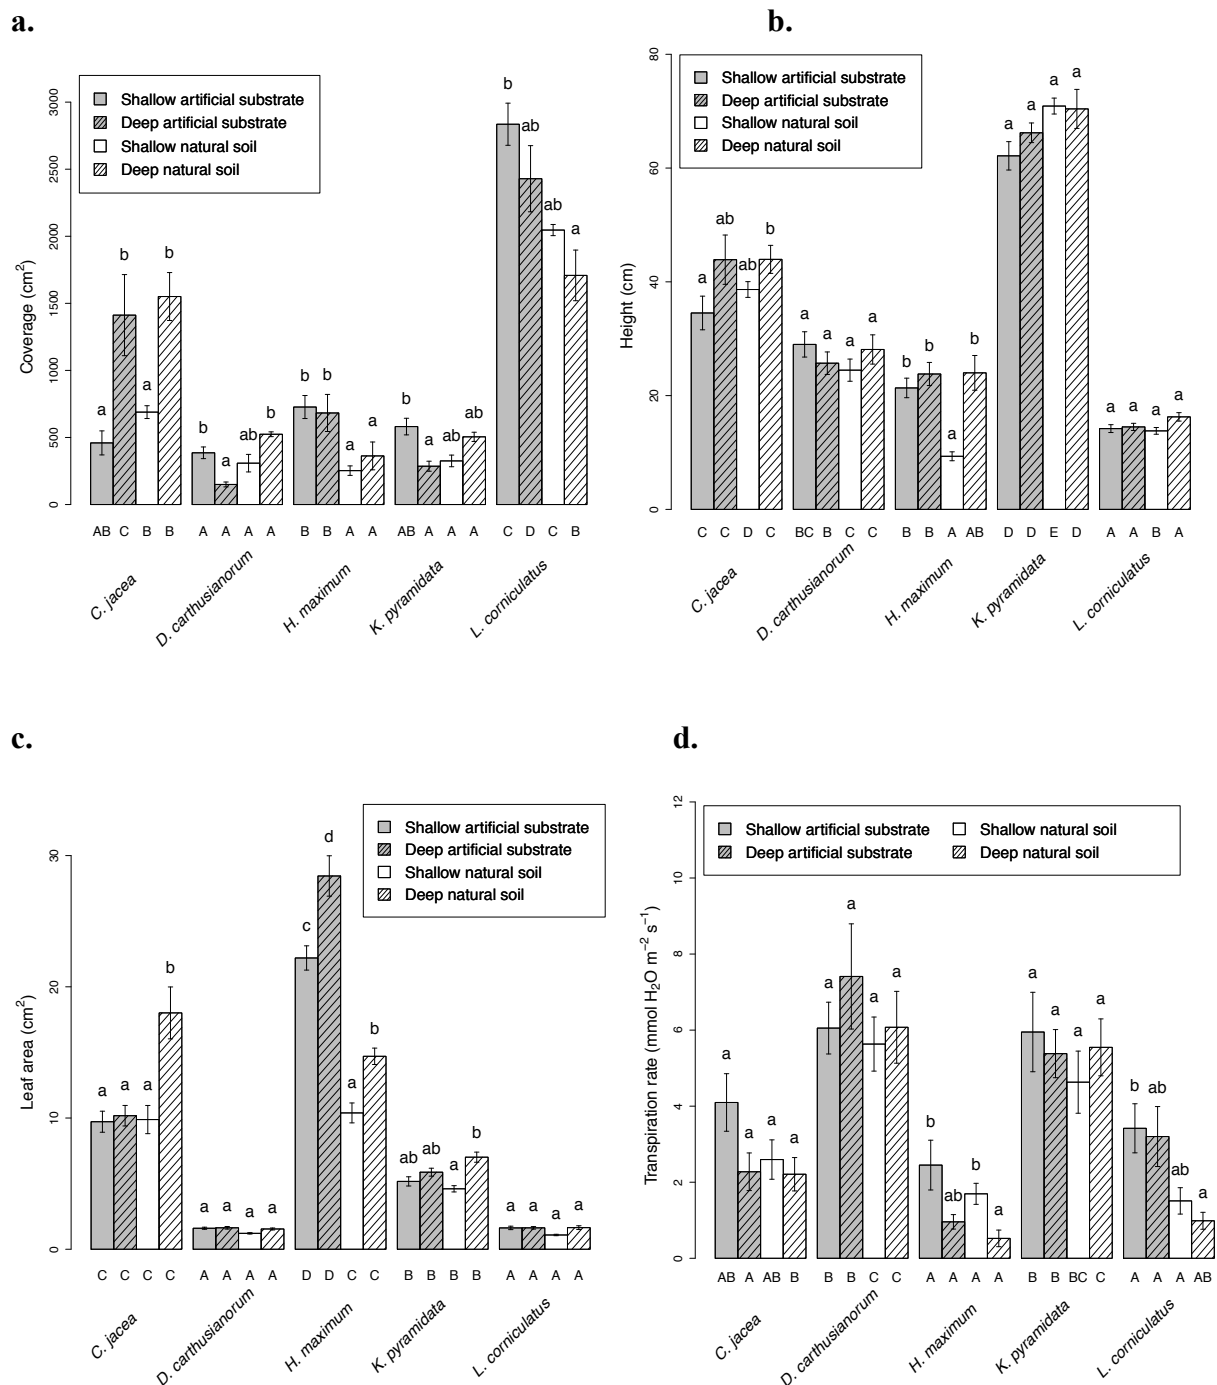 a.
Shallow artificial substrate
Deep artificial substrate
Shallow natural soil
Deep natural soil
Coverage (cm²)
0 500 1000 1500 2000 2500 3000
a b a b b a ab b b b a a b a ab ab b ab ab a
AB C B B A A A A B B A A AB A A A C D C B
C. jacea D. carthusianorum H. maximum K. pyramidata L. corniculatus
b.
Shallow artificial substrate
Deep artificial substrate
Shallow natural soil
Deep natural soil
Height (cm)
0 20 40 60 80
a ab ab b a a a a b b a ab a a a a a a a a
C C D C BC B C C B B A AB D D E D A A B A
C. jacea D. carthusianorum H. maximum K. pyramidata L. corniculatus
c.
Shallow artificial substrate
Deep artificial substrate
Shallow natural soil
Deep natural soil
Leaf area (cm²)
0 10 20 30
a a a b a a a a c d a b ab ab a b a a a a
C C C C A A A A D D C C B B B B A A A A
C. jacea D. carthusianorum H. maximum K. pyramidata L. corniculatus
d.
Shallow artificial substrate Shallow natural soil
Deep artificial substrate Deep natural soil
Transpiration rate (mmol H₂O m⁻² s⁻¹)
0 2 4 6 8 10 12
a a a a a a a a b ab b a a a a a b ab ab a
AB A AB B B B C C A A A A B B BC C A A A AB
C. jacea D. carthusianorum H. maximum K. pyramidata L. corniculatus